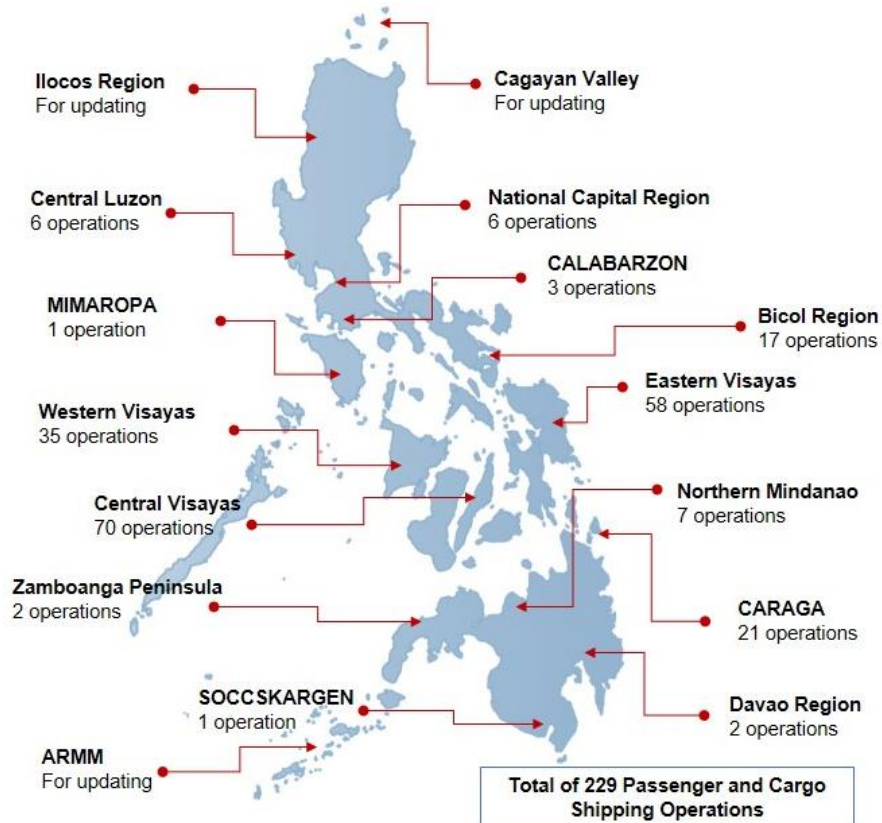 Ilocos Region
For updating
Cagayan Valley
For updating
Central Luzon
6 operations
National Capital Region
6 operations
CALABARZON
3 operations
MIMAROPA
1 operation
Bicol Region
17 operations
Eastern Visayas
58 operations
Western Visayas
35 operations
Central Visayas
70 operations
Northern Mindanao
7 operations
Zamboanga Peninsula
2 operations
CARAGA
21 operations
SOCCSKARGEN
1 operation
Davao Region
2 operations
ARMM
For updating
Total of 229 Passenger and Cargo
Shipping Operations